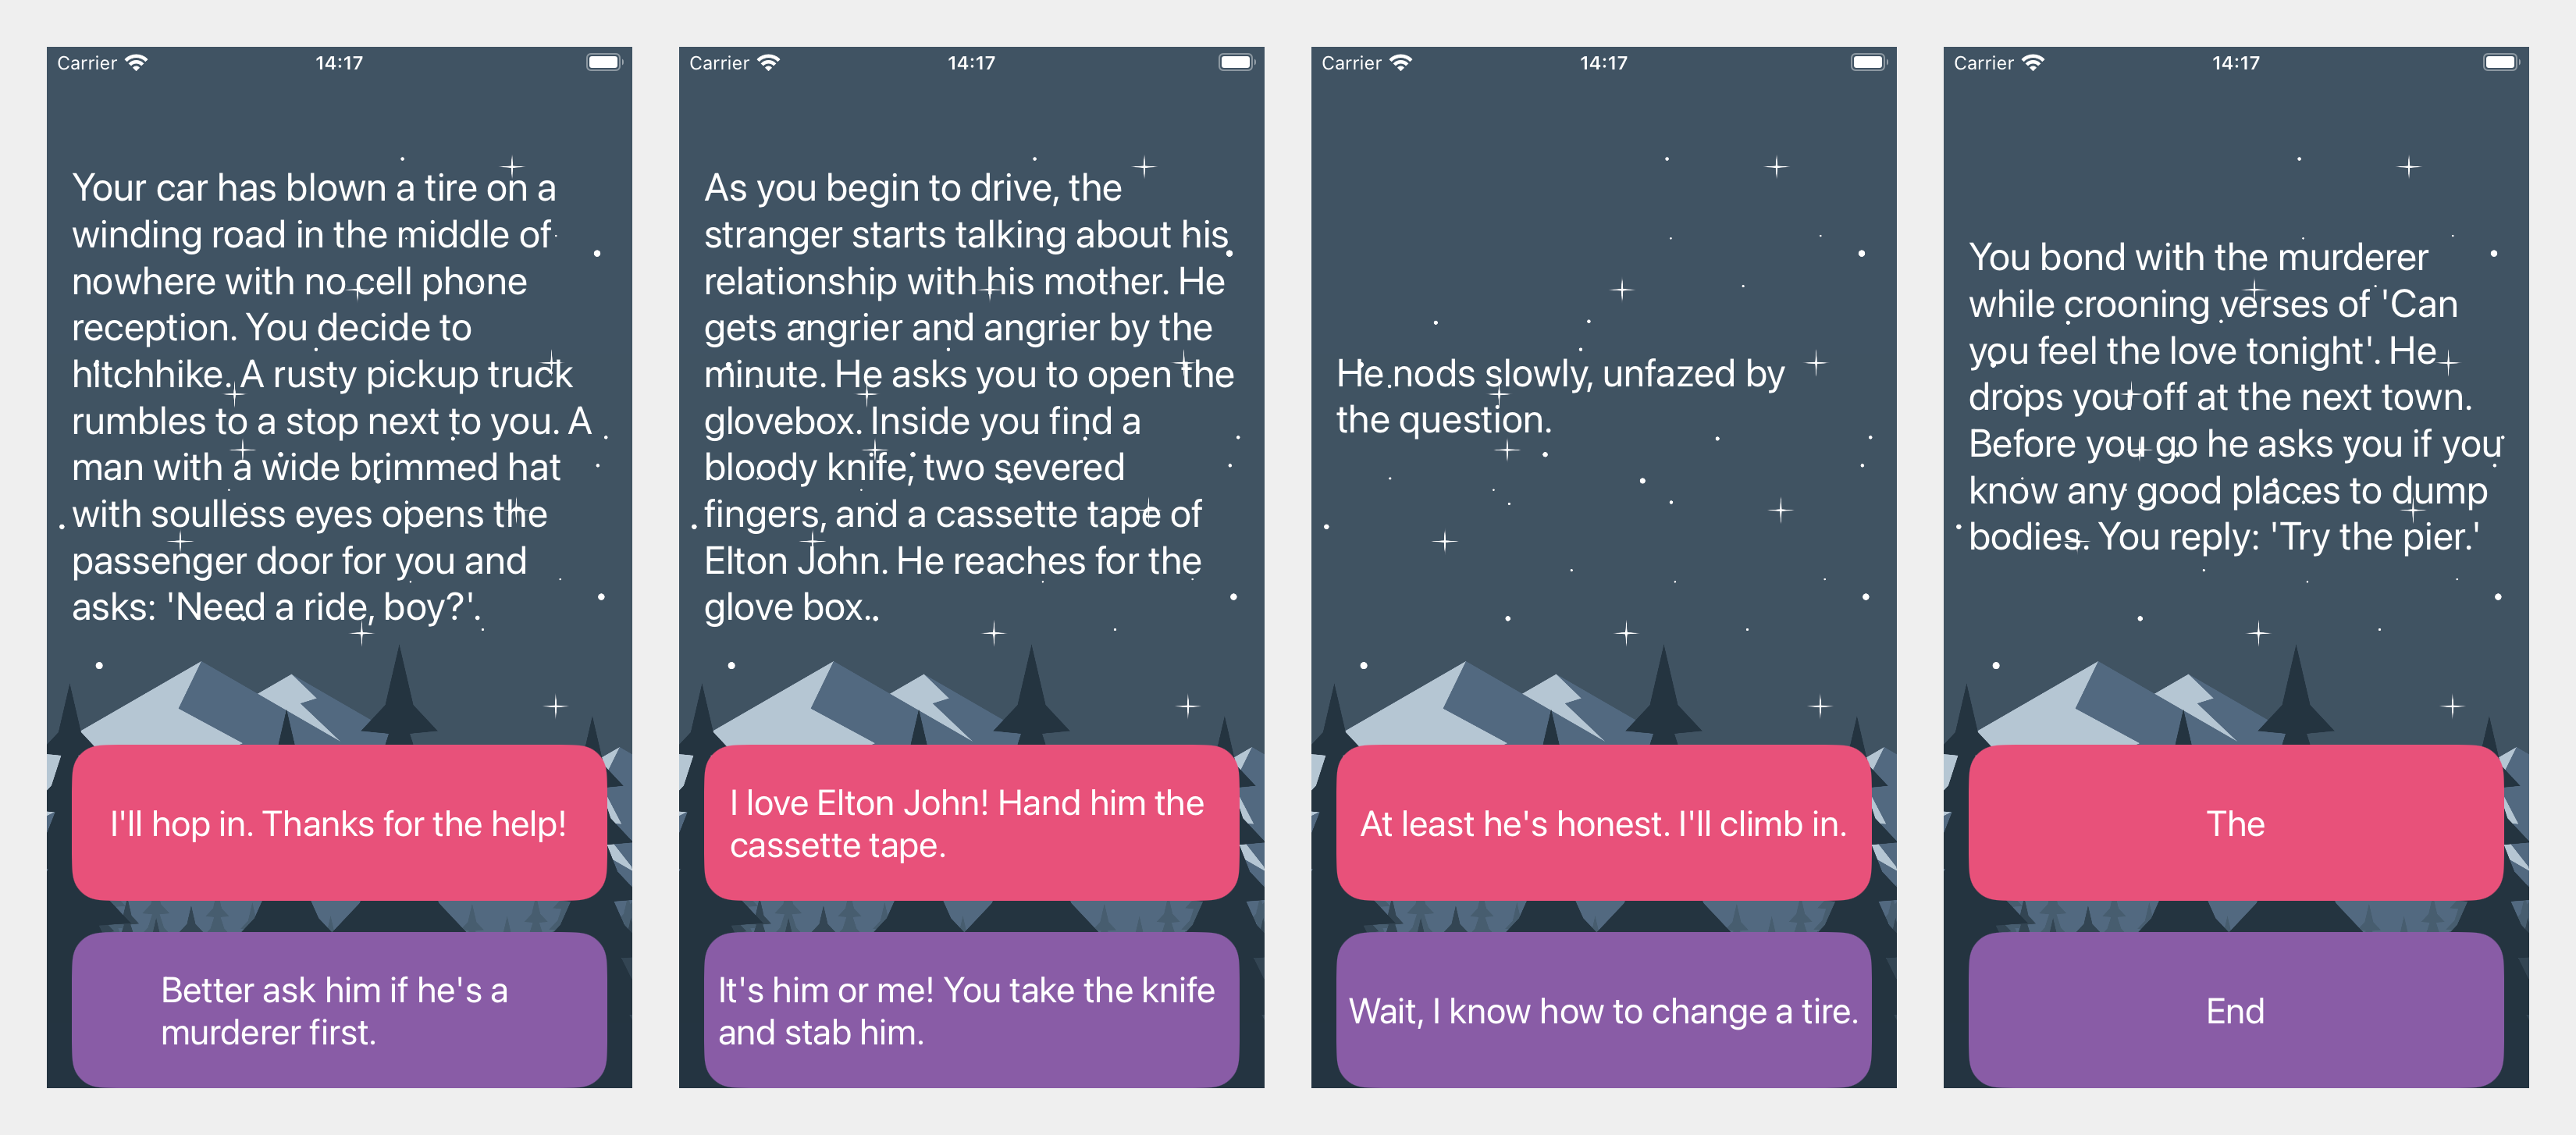 Carrier 14:17
Your car has blown a tire on a
winding road in the middle of
nowhere with no cell phone
reception. You decide to
hitchhike. A rusty pickup truck
rumbles to a stop next to you. A
man with a wide brimmed hat
with soulless eyes opens the
passenger door for you and
asks: 'Need a ride, boy?'.
I'll hop in. Thanks for the help!
Better ask him if he's a
murderer first.
Carrier 14:17
As you begin to drive, the
stranger starts talking about his
relationship with his mother. He
gets angrier and angrier by the
minute. He asks you to open the
glovebox. Inside you find a
bloody knife, two severed
fingers, and a cassette tape of
Elton John. He reaches for the
glove box.
I love Elton John! Hand him the
cassette tape.
It's him or me! You take the knife
and stab him.
Carrier 14:17
He nods slowly, unfazed by
the question.
At least he's honest. I'll climb in.
Wait, I know how to change a tire.
Carrier 14:17
You bond with the murderer
while crooning verses of 'Can
you feel the love tonight'. He
drops you off at the next town.
Before you go he asks you if you
know any good places to dump
bodies. You reply: 'Try the pier.'
The
End